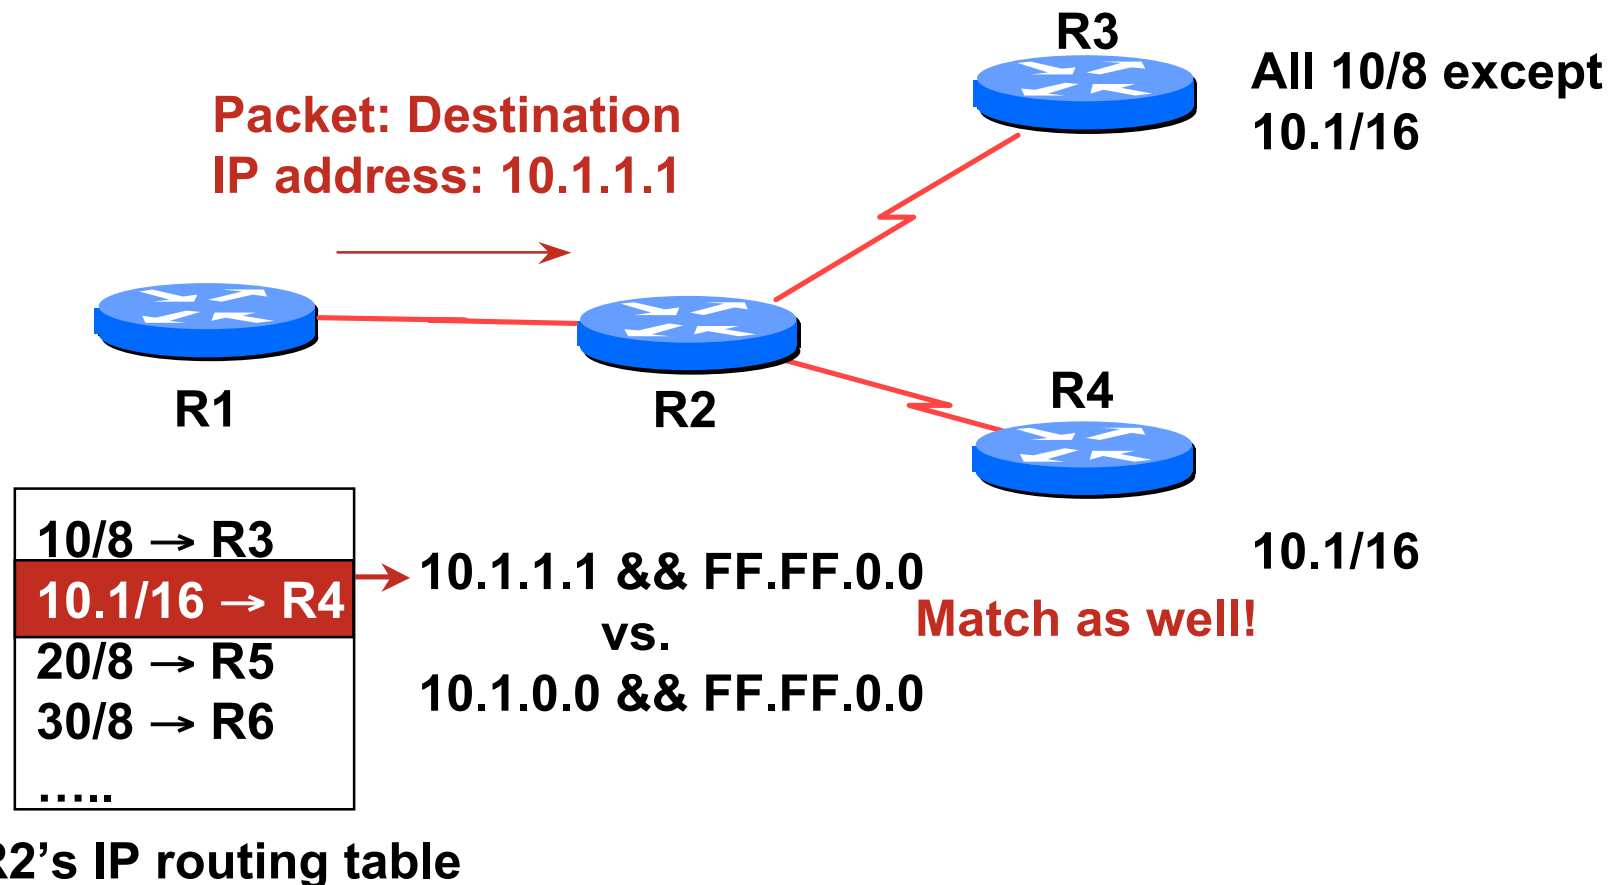 R3
All 10/8 except
10.1/16
Packet: Destination
IP address: 10.1.1.1
R1
R2
R4
10.1/16
10/8 → R3
10.1/16 → R4
20/8 → R5
30/8 → R6
…..
10.1.1.1 && FF.FF.0.0
vs.
10.1.0.0 && FF.FF.0.0
Match as well!
R2’s IP routing table